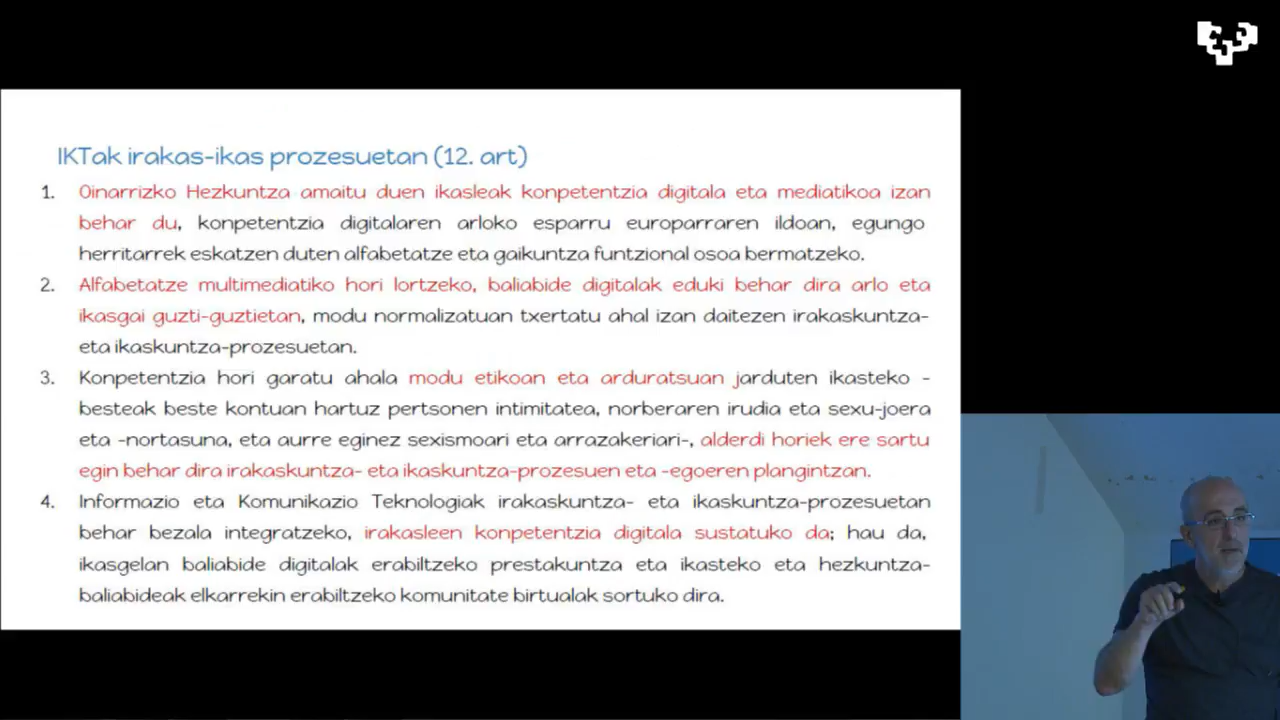 IKTak irakas-ikas prozesuetan (12. art)
1. Oinarrizko Hezkuntza amaitu duen ikasleak konpetentzia digitala eta mediatikoa izan
behar du, konpetentzia digitalaren arloko esparru europarraren ildoan, egungo
herritarrek eskatzen duten alfabetatze eta gaikuntza funtzional osoa bermatzeko.
2. Alfabetatze multimediatiko hori lortzeko, baliabide digitalak eduki behar dira arlo eta
ikasgai guzti-guztietan, modu normalizatuan txertatu ahal izan daitezen irakaskuntza-
eta ikaskuntza-prozesuetan.
3. Konpetentzia hori garatu ahala modu etikoan eta arduratsuan jarduten ikasteko -
besteak beste kontuan hartuz pertsonen intimitatea, norberaren irudia eta sexu-joera
eta -nortasuna, eta aurre eginez sexismoari eta arrazakeriari-, alderdi horiek ere sartu
egin behar dira irakaskuntza- eta ikaskuntza-prozesuen eta -egoeren plangintzan.
4. Informazio eta Komunikazio Teknologiak irakaskuntza- eta ikaskuntza-prozesuetan
behar bezala integratzeko, irakasleen konpetentzia digitala sustatuko da; hau da,
ikasgelan baliabide digitalak erabiltzeko prestakuntza eta ikasteko eta hezkuntza-
baliabideak elkarrekin erabiltzeko komunitate birtualak sortuko dira.